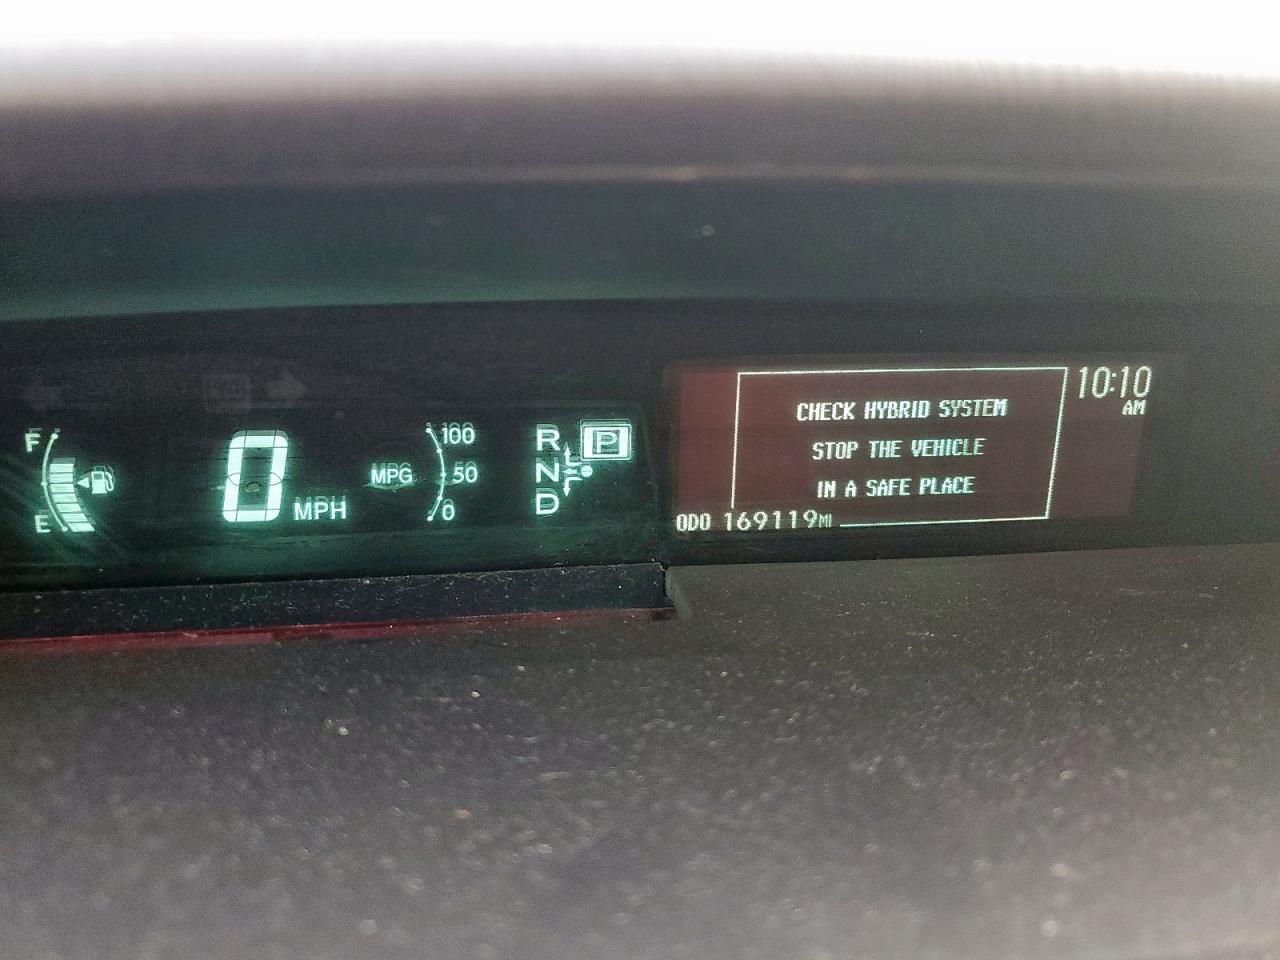 F
E
0
MPH
MPG
100
50
0
R
N
D
P
CHECK HYBRID SYSTEM
STOP THE VEHICLE
IN A SAFE PLACE
10:10
AM
ODO 169119MI